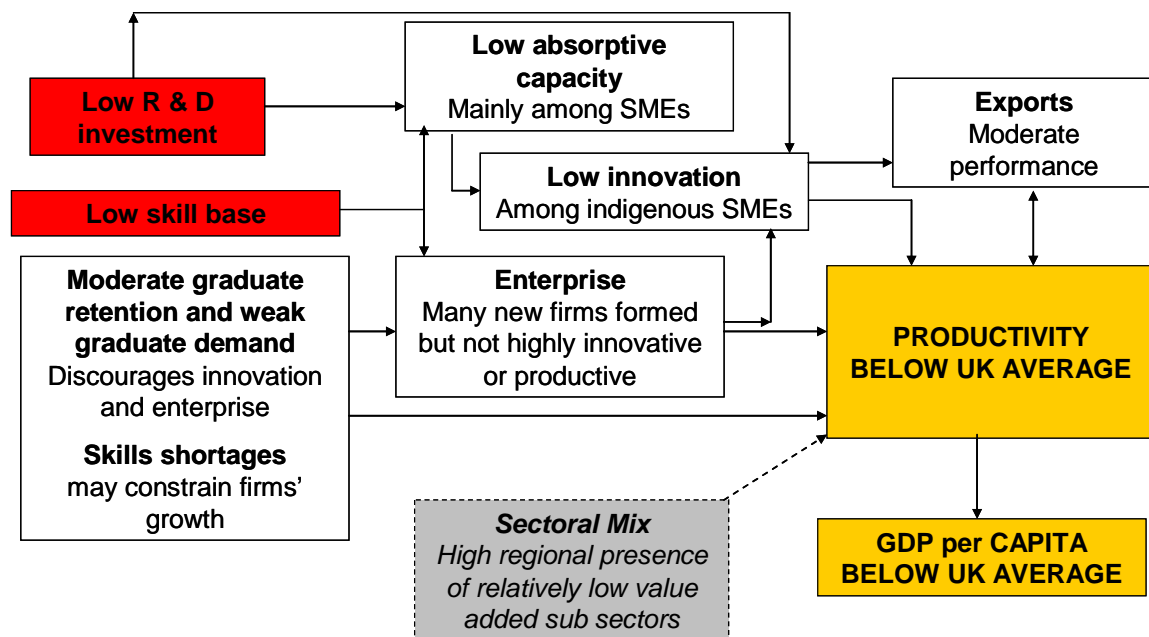 Low R & D
investment
Low absorptive
capacity
Mainly among SMEs
Exports
Moderate
performance
Low innovation
Among indigenous SMEs
Low skill base
Moderate graduate
retention and weak
graduate demand
Discourages innovation
and enterprise
Skills shortages
may constrain firms’
growth
Enterprise
Many new firms formed
but not highly innovative
or productive
PRODUCTIVITY
BELOW UK AVERAGE
Sectoral Mix
High regional presence
of relatively low value
added sub sectors
GDP per CAPITA
BELOW UK AVERAGE